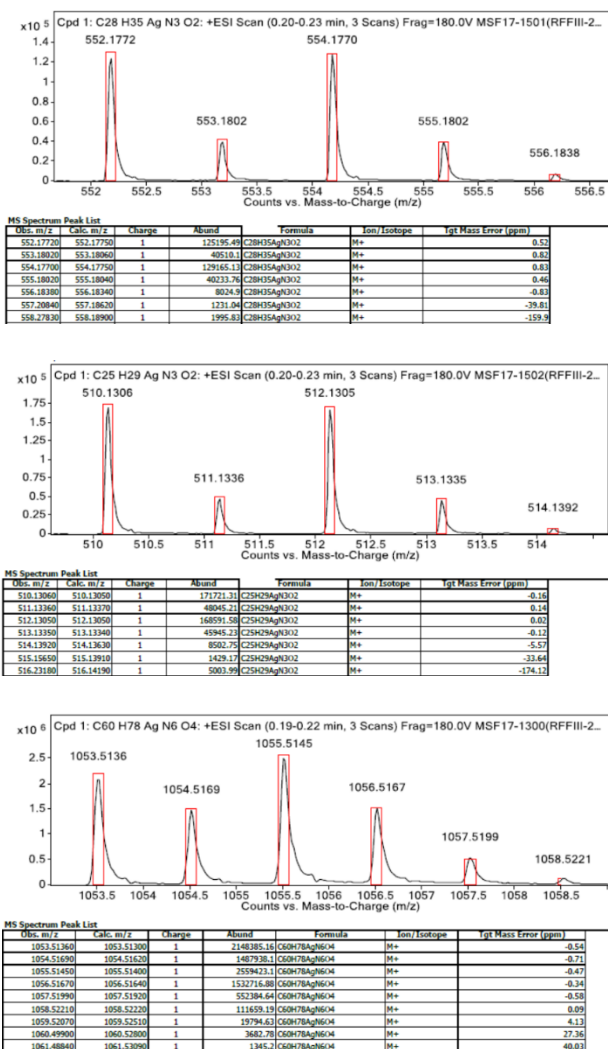 Cpd 1: C28 H35 Ag N3 O2: +ESI Scan (0.20-0.23 min, 3 Scans) Frag=180.0V MSF17-1501(RFFIII-2...
x10 5
552.1772
554.1770
1.4
1.2
1
0.8
0.6
0.4
0.2
0
553.1802
555.1802
556.1838
552 552.5 553 553.5 554 554.5 555 555.5 556 556.5
Counts vs. Mass-to-Charge (m/z)
MS Spectrum Peak List
Obs. m/z Calc. m/z Charge Abund Formula Ion/Isotope Tgt Mass Error (ppm)
552.17720 552.17750 1 125195.49 C28H35AgN3O2 M+ 0.52
553.18020 553.18060 1 40510.1 C28H35AgN3O2 M+ 0.82
554.17700 554.17750 1 129165.13 C28H35AgN3O2 M+ 0.83
555.18020 555.18040 1 40233.76 C28H35AgN3O2 M+ 0.46
556.18380 556.18340 1 8024.9 C28H35AgN3O2 M+ -0.83
557.20840 557.18620 1 1231.04 C28H35AgN3O2 M+ -39.81
558.27830 558.18900 1 1995.83 C28H35AgN3O2 M+ -159.9
Cpd 1: C25 H29 Ag N3 O2: +ESI Scan (0.20-0.23 min, 3 Scans) Frag=180.0V MSF17-1502(RFFIII-2...
x10 5
510.1306
512.1305
1.75
1.5
1.25
1
0.75
0.5
0.25
0
511.1336
513.1335
514.1392
510 510.5 511 511.5 512 512.5 513 513.5 514
Counts vs. Mass-to-Charge (m/z)
MS Spectrum Peak List
Obs. m/z Calc. m/z Charge Abund Formula Ion/Isotope Tgt Mass Error (ppm)
510.13060 510.13050 1 171721.31 C25H29AgN3O2 M+ -0.16
511.13360 511.13370 1 48045.21 C25H29AgN3O2 M+ 0.14
512.13050 512.13050 1 168591.58 C25H29AgN3O2 M+ 0.02
513.13350 513.13340 1 45945.23 C25H29AgN3O2 M+ -0.12
514.13920 514.13630 1 8502.75 C25H29AgN3O2 M+ -5.57
515.15650 515.13910 1 1429.17 C25H29AgN3O2 M+ -33.64
516.23180 516.14190 1 5003.99 C25H29AgN3O2 M+ -174.12
Cpd 1: C60 H78 Ag N6 O4: +ESI Scan (0.19-0.22 min, 3 Scans) Frag=180.0V MSF17-1300(RFFIII-2...
x10 6
1055.5145
1053.5136
2.5
2
1.5
1
0.5
0
1054.5169
1056.5167
1057.5199
1058.5221
1053.5 1054 1054.5 1055 1055.5 1056 1056.5 1057 1057.5 1058 1058.5
Counts vs. Mass-to-Charge (m/z)
MS Spectrum Peak List
Obs. m/z Calc. m/z Charge Abund Formula Ion/Isotope Tgt Mass Error (ppm)
1053.51360 1053.51300 1 2148385.16 C60H78AgN6O4 M+ -0.54
1054.51690 1054.51620 1 1487938.1 C60H78AgN6O4 M+ -0.71
1055.51450 1055.51400 1 2559423.1 C60H78AgN6O4 M+ -0.47
1056.51670 1056.51640 1 1532716.88 C60H78AgN6O4 M+ -0.34
1057.51990 1057.51920 1 552384.64 C60H78AgN6O4 M+ -0.58
1058.52210 1058.52220 1 111659.19 C60H78AgN6O4 M+ 0.09
1059.52070 1059.52510 1 19794.63 C60H78AgN6O4 M+ 4.13
1060.49900 1060.52800 1 3682.78 C60H78AgN6O4 M+ 27.36
1061.48840 1061.53090 1 1345.2 C60H78AgN6O4 M+ 40.03